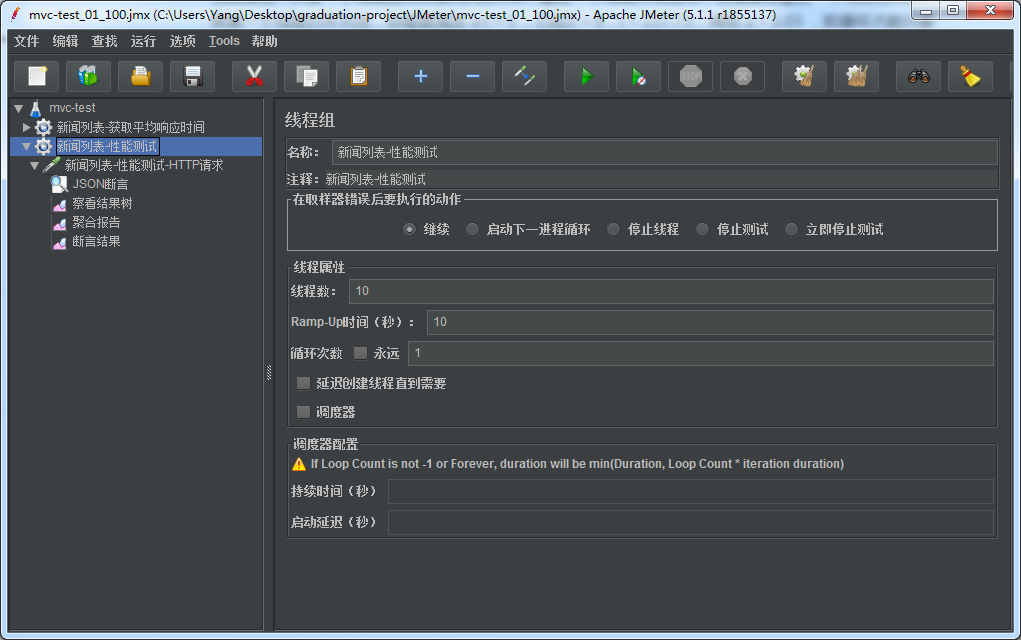 mvc-test_01_100.jmx (C:\Users\Yang\Desktop\graduation-project\JMeter\mvc-test_01_100.jmx) - Apache JMeter (5.1.1 r1855137)
文件 编辑 查找 运行 选项 Tools 帮助
STOP
mvc-test
新闻列表-获取平均响应时间
新闻列表-性能测试
新闻列表-性能测试-HTTP请求
JSON断言
察看结果树
聚合报告
断言结果
线程组
名称： 新闻列表-性能测试
注释： 新闻列表-性能测试
在取样器错误后要执行的动作
继续 启动下一进程循环 停止线程 停止测试 立即停止测试
线程属性
线程数： 10
Ramp-Up时间（秒）： 10
循环次数 永远 1
延迟创建线程直到需要
调度器
调度器配置
If Loop Count is not -1 or Forever, duration will be min(Duration, Loop Count * iteration duration)
持续时间（秒）
启动延迟（秒）